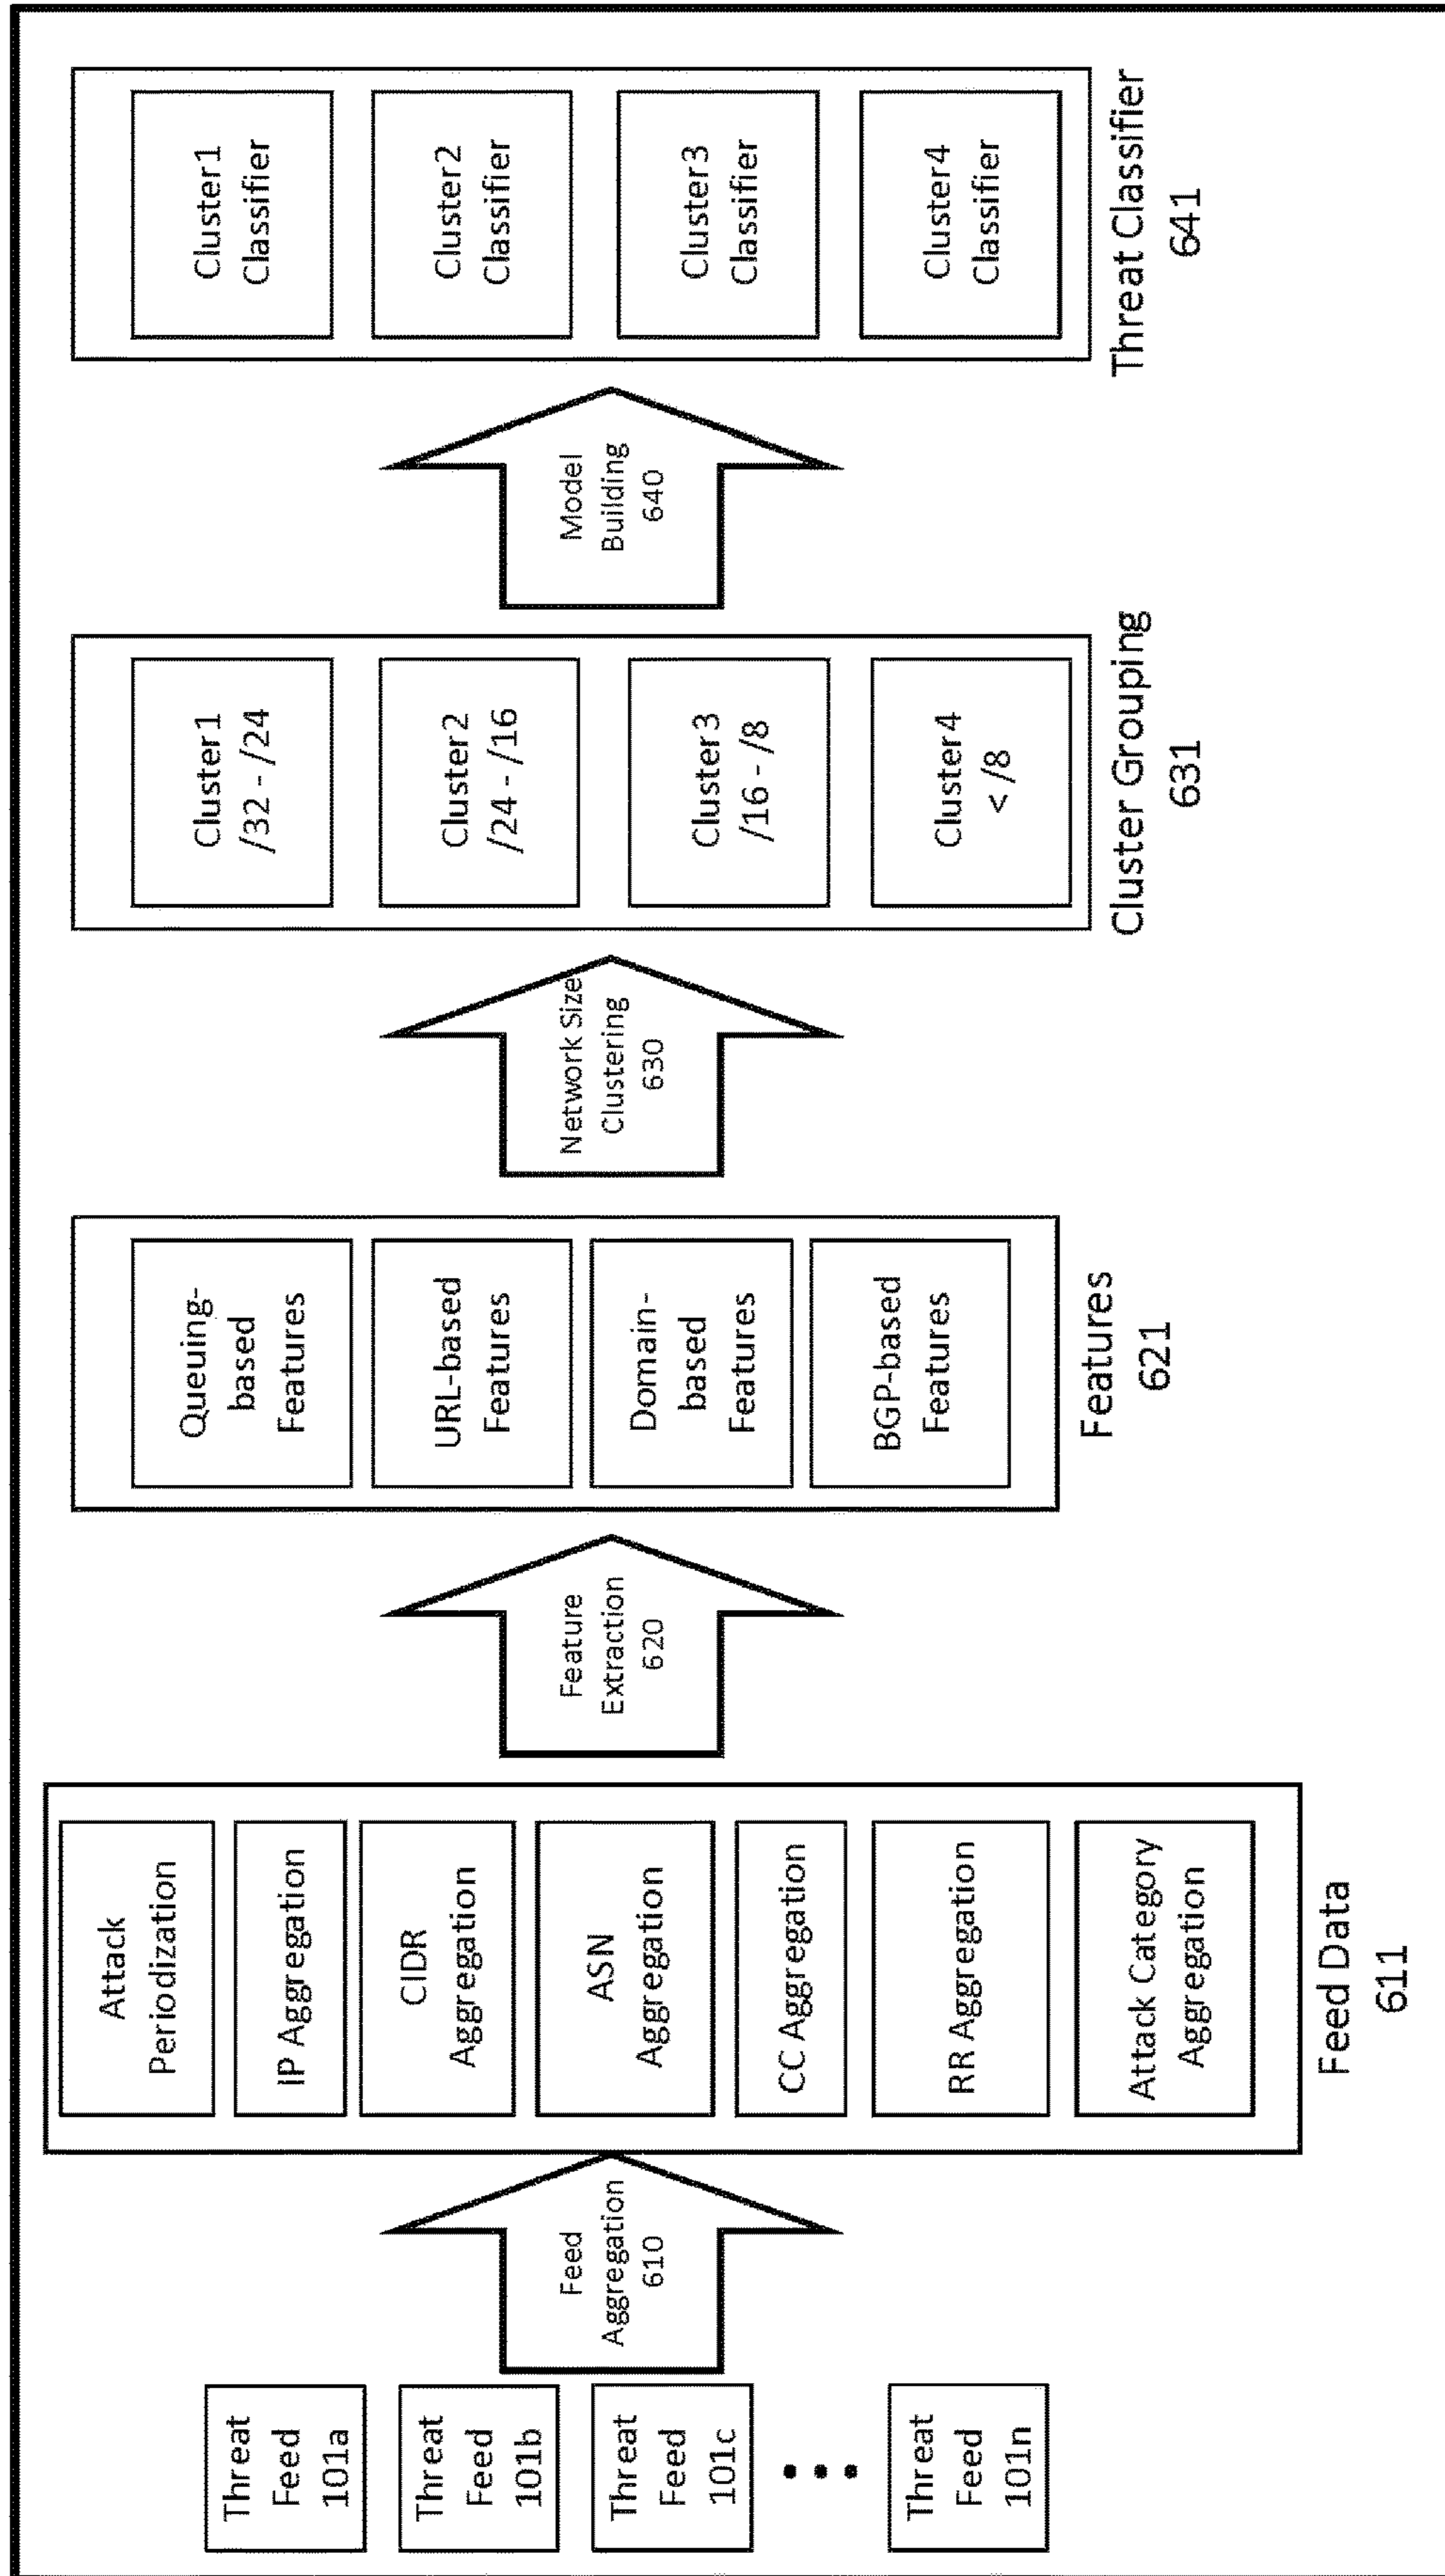 Threat
Feed
101a
Threat
Feed
101b
Threat
Feed
101c
Threat
Feed
101n
Feed
Aggregation
610
Attack
Periodization
IP Aggregation
CIDR
Aggregation
ASN
Aggregation
CC Aggregation
RR Aggregation
Attack Category
Aggregation
Feed Data
611
Feature
Extraction
620
Queuing-
based
Features
URL-based
Features
Domain-
based
Features
BGP-based
Features
Features
621
Network Size
Clustering
630
Cluster1
/32 - /24
Cluster2
/24 - /16
Cluster3
/16 - /8
Cluster4
< /8
Cluster Grouping
631
Model
Building
640
Cluster1
Classifier
Cluster2
Classifier
Cluster3
Classifier
Cluster4
Classifier
Threat Classifier
641